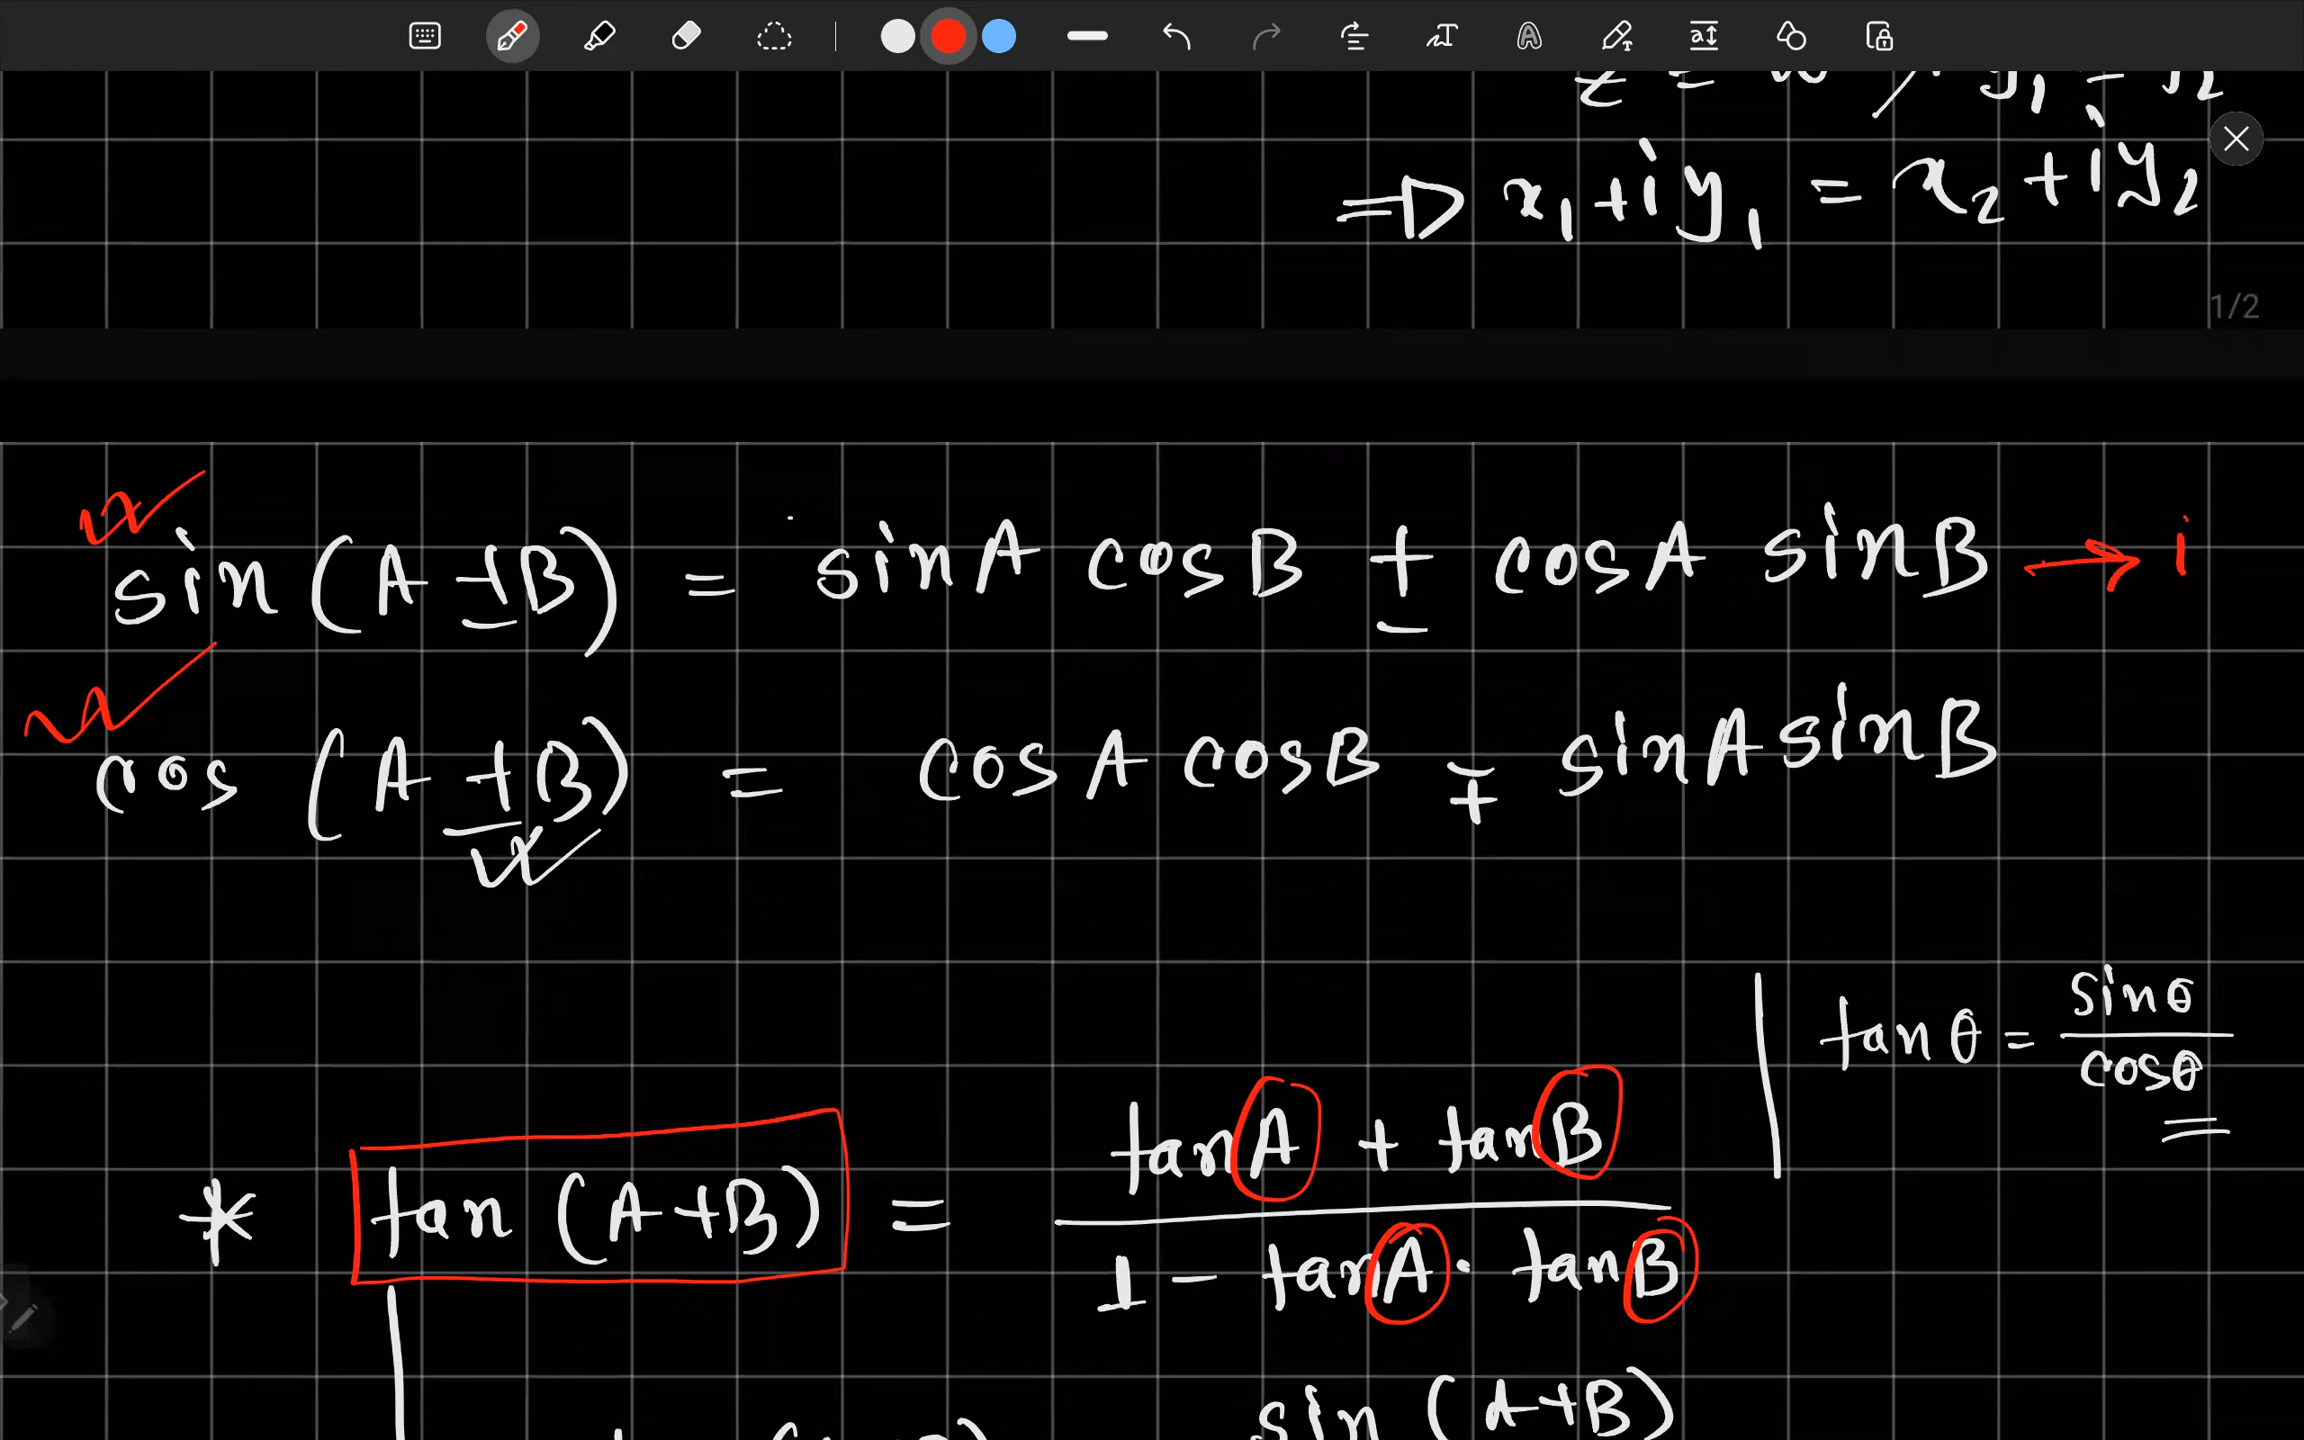 ⇒ x₁ + iy₁ = x₂ + iy₂
1/2
sin (A ± B) = sinA cosB ± cosA sinB → i
cos (A ± B) = cosA cosB ∓ sinA sinB
tanθ = sinθ / cosθ
* tan (A+B) = (tanA + tanB) / (1 - tanA · tanB)
sin (A+B)